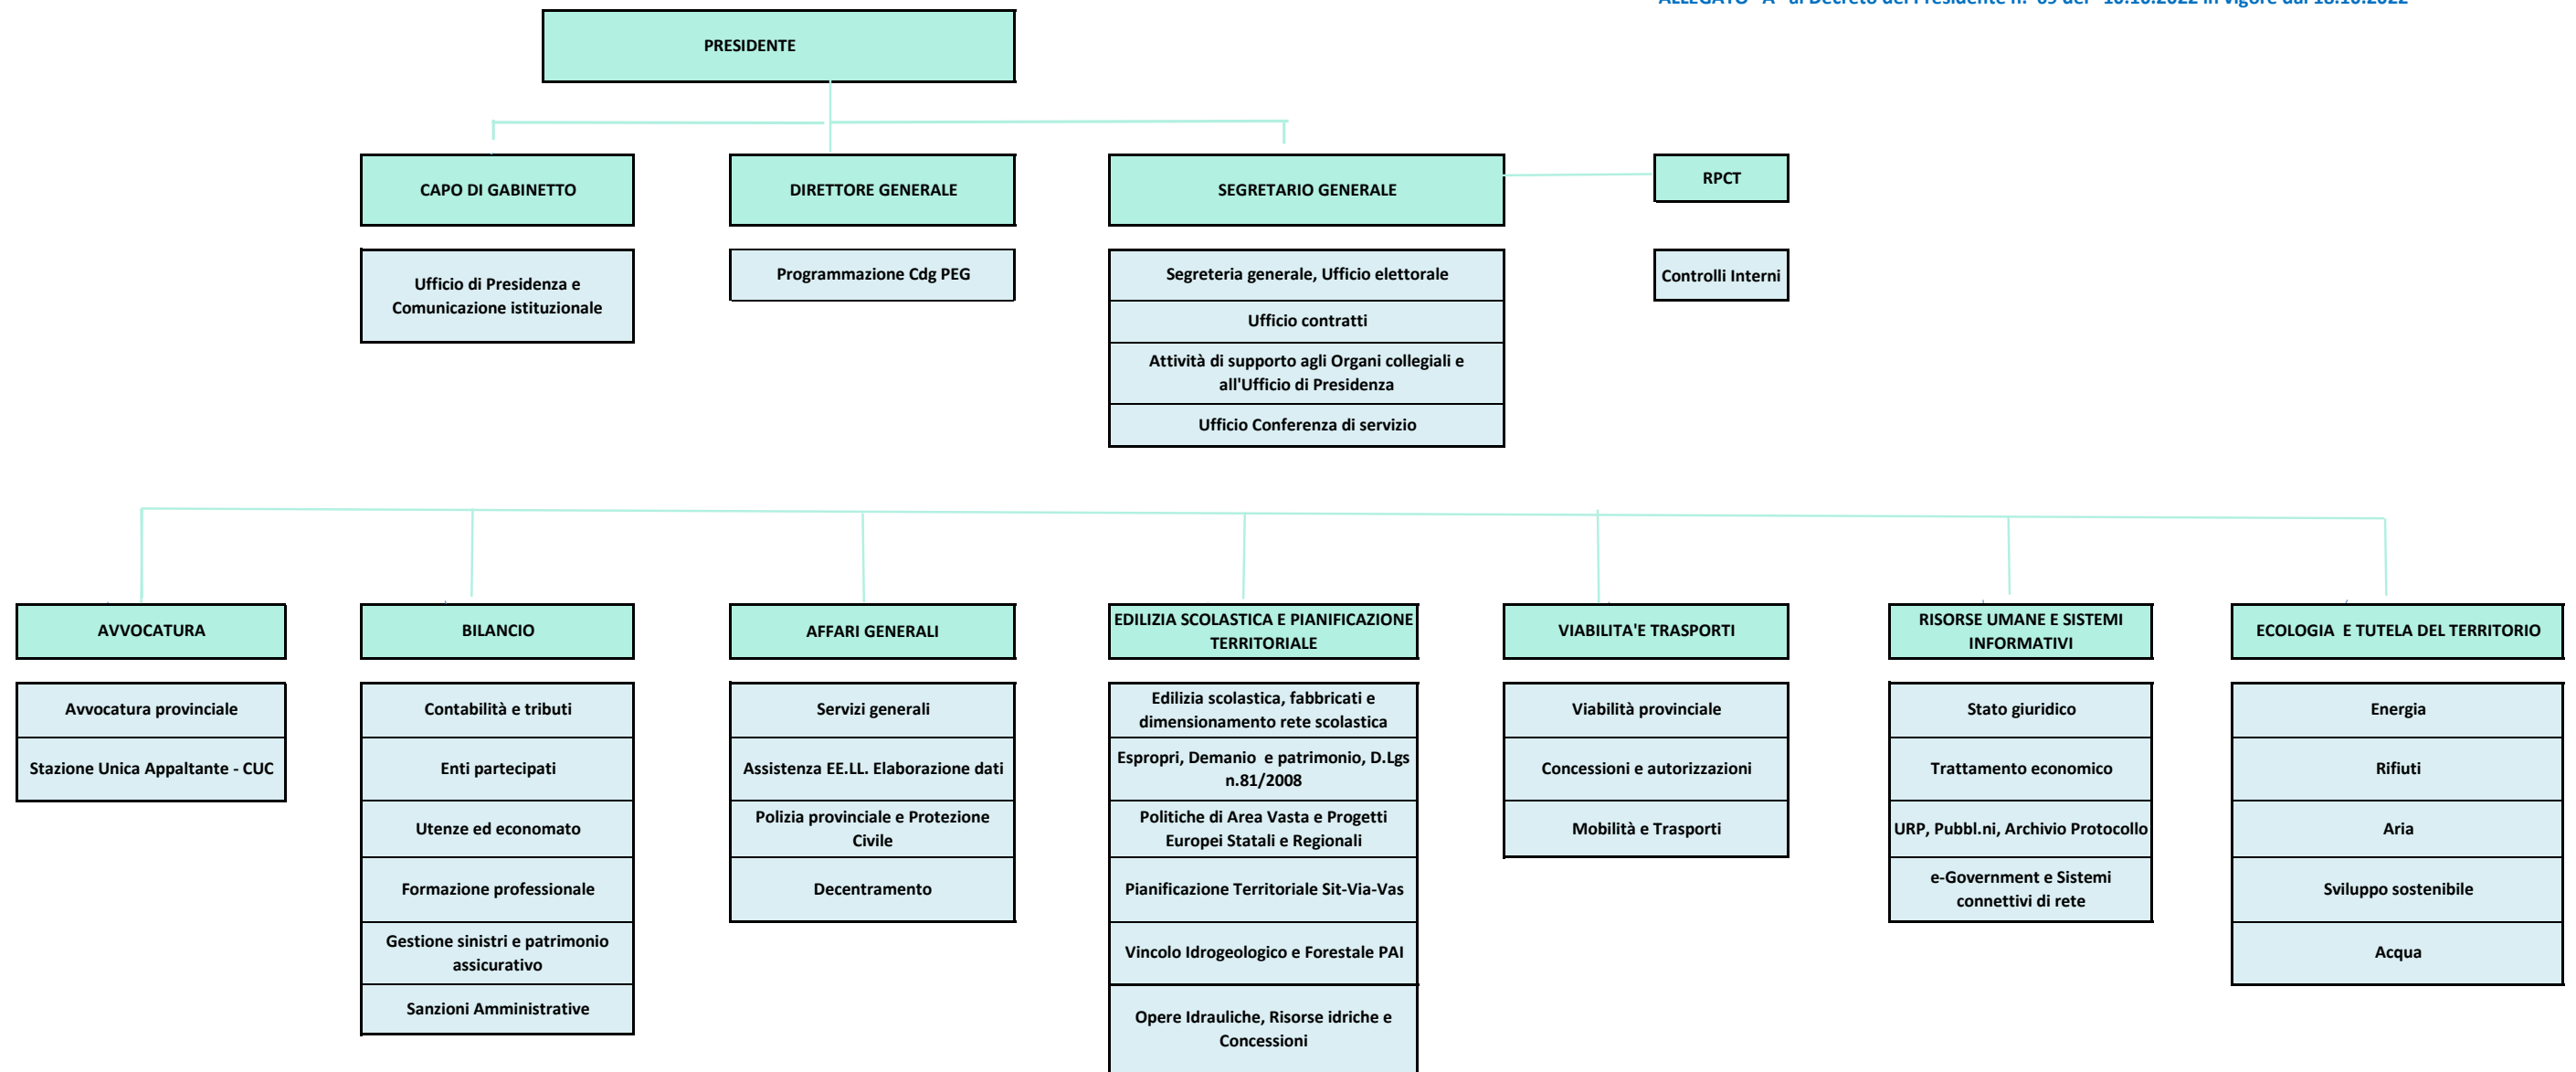 PRESIDENTE
CAPO DI GABINETTO
DIRETTORE GENERALE
SEGRETARIO GENERALE
RPCT
Ufficio di Presidenza e
Comunicazione istituzionale
Programmazione Cdg PEG
Segreteria generale, Ufficio elettorale
Ufficio contratti
Attività di supporto agli Organi collegiali e
all'Ufficio di Presidenza
Ufficio Conferenza di servizio
Controlli Interni
AVVOCATURA
Avvocatura provinciale
Stazione Unica Appaltante - CUC
BILANCIO
Contabilità e tributi
Enti partecipati
Utenze ed economato
Formazione professionale
Gestione sinistri e patrimonio
assicurativo
Sanzioni Amministrative
AFFARI GENERALI
Servizi generali
Assistenza EE.LL. Elaborazione dati
Polizia provinciale e Protezione
Civile
Decentramento
EDILIZIA SCOLASTICA E PIANIFICAZIONE
TERRITORIALE
Edilizia scolastica, fabbricati e
dimensionamento rete scolastica
Espropri, Demanio e patrimonio, D.Lgs
n.81/2008
Politiche di Area Vasta e Progetti
Europei Statali e Regionali
Pianificazione Territoriale Sit-Via-Vas
Vincolo Idrogeologico e Forestale PAI
Opere Idrauliche, Risorse idriche e
Concessioni
VIABILITA'E TRASPORTI
Viabilità provinciale
Concessioni e autorizzazioni
Mobilità e Trasporti
RISORSE UMANE E SISTEMI
INFORMATIVI
Stato giuridico
Trattamento economico
URP, Pubbl.ni, Archivio Protocollo
e-Government e Sistemi
connettivi di rete
ECOLOGIA E TUTELA DEL TERRITORIO
Energia
Rifiuti
Aria
Sviluppo sostenibile
Acqua